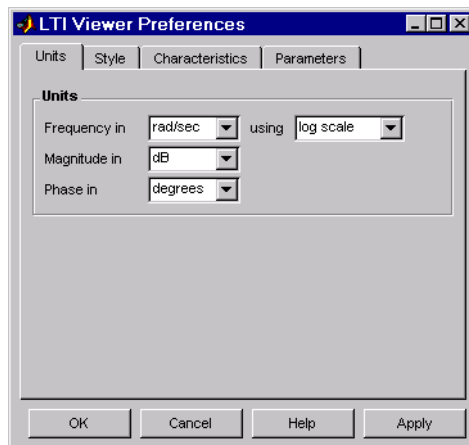 LTI Viewer Preferences
Units Style Characteristics Parameters
Units
Frequency in rad/sec using log scale
Magnitude in dB
Phase in degrees
OK Cancel Help Apply